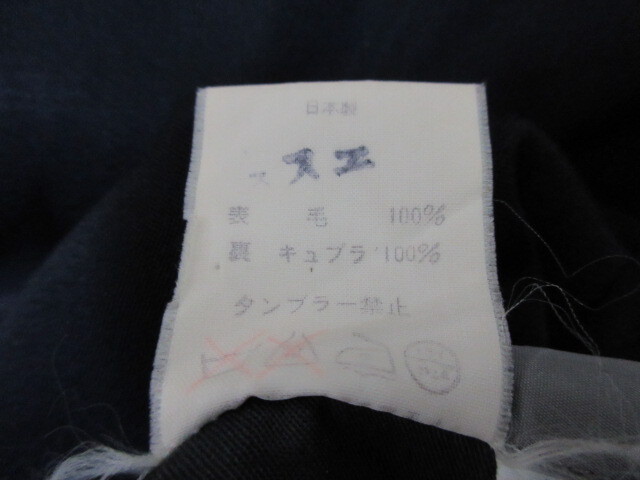 日本製
スエ
表 毛 100%
裏 キュプラ 100%
タンブラー禁止